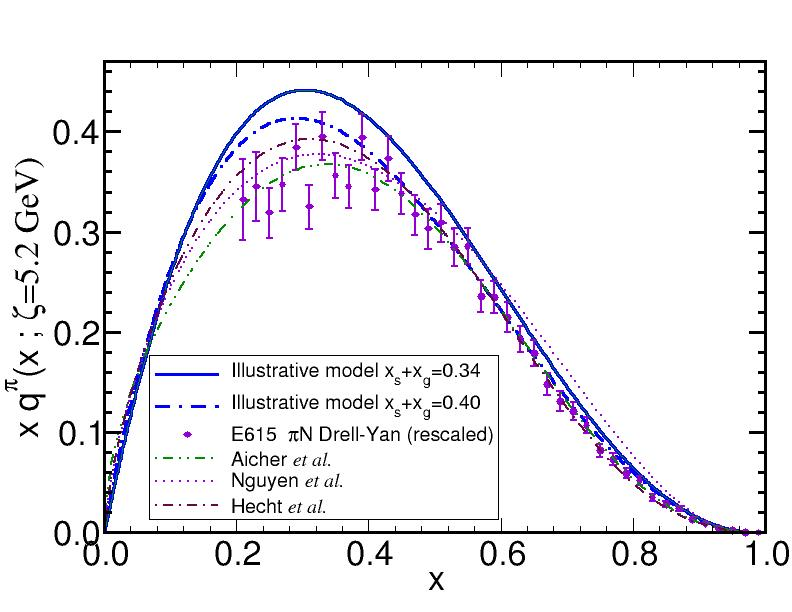 0.4
0.3
0.2
0.1
0.0
x q^π(x ; ζ=5.2 GeV)
Illustrative model x_s+x_g=0.34
Illustrative model x_s+x_g=0.40
E615 πN Drell-Yan (rescaled)
Aicher et al.
Nguyen et al.
Hecht et al.
0.0 0.2 0.4 0.6 0.8 1.0
x